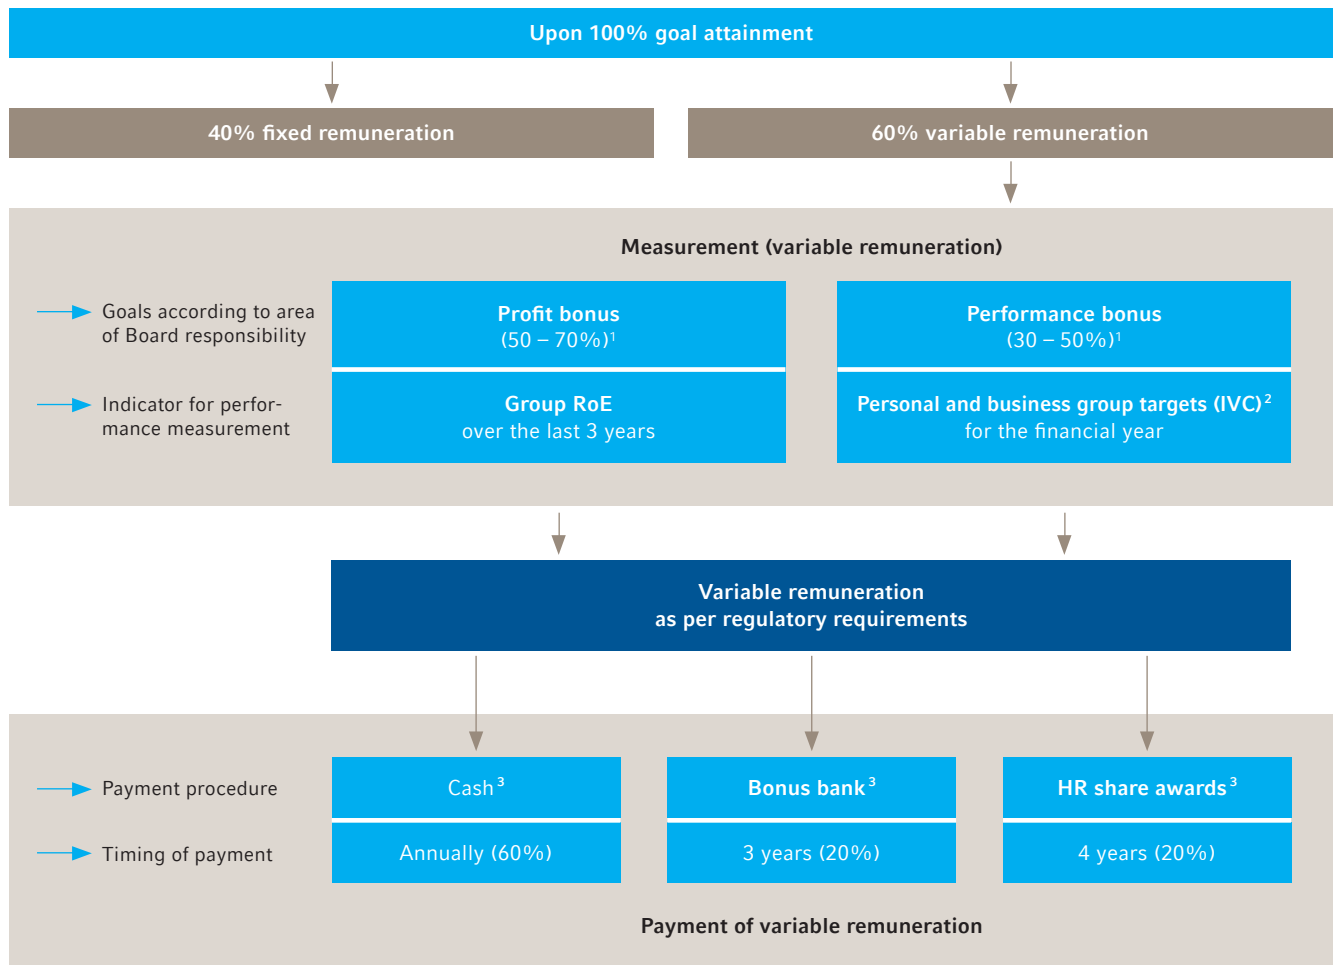 Upon 100% goal attainment
40% fixed remuneration
60% variable remuneration
Measurement (variable remuneration)
Goals according to area
of Board responsibility
Profit bonus
(50 – 70%)¹
Performance bonus
(30 – 50%)¹
Indicator for perfor-
mance measurement
Group RoE
over the last 3 years
Personal and business group targets (IVC)²
for the financial year
Variable remuneration
as per regulatory requirements
Payment procedure
Cash³
Bonus bank³
HR share awards³
Timing of payment
Annually (60%)
3 years (20%)
4 years (20%)
Payment of variable remuneration